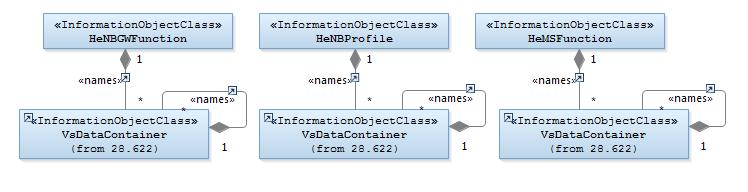 «InformationObjectClass»
HeNBGWFunction
1
«names»
*
«names»
*
«InformationObjectClass»
VsDataContainer
(from 28.622)
1
«InformationObjectClass»
HeNBProfile
1
«names»
*
«names»
*
«InformationObjectClass»
VsDataContainer
(from 28.622)
1
«InformationObjectClass»
HeMSFunction
1
«names»
*
«names»
*
«InformationObjectClass»
VsDataContainer
(from 28.622)
1